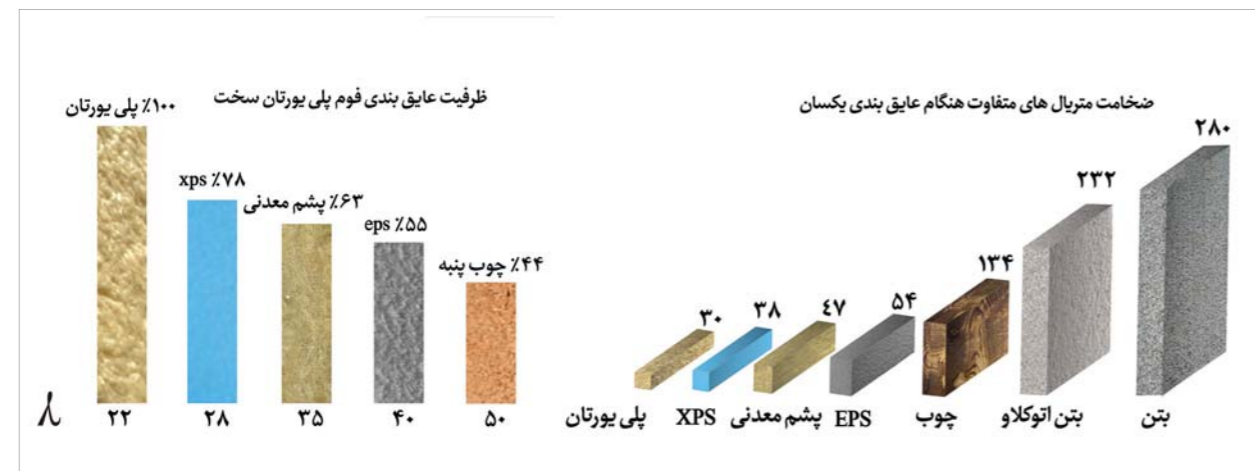 ضخامت متریال های متفاوت هنگام عایق بندی یکسان
۲۸۰
۲۳۲
۱۳۴
۵۴
٤٧
۳۸
۳۰
بتن
بتن اتوکلاو
چوب
EPS
پشم معدنی
XPS
پلی یورتان
ظرفیت عایق بندی فوم پلی یورتان سخت
۱۰۰٪ پلی یورتان
xps ٪۷۸
۶۳٪ پشم معدنی
eps ٪۵۵
۴۴٪ چوب پنبه
λ ۲۲ ۲۸ ۳۵ ۴۰ ۵۰